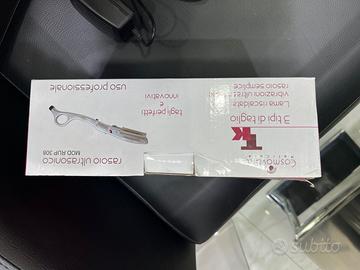 Cosmowave
TK
3 tipi di taglio
Lama riscaldata
vibrazioni ultrasoniche
rasoio semplice
tagli perfetti
e
innovativi
uso professionale
rasoio ultrasonico
MOD.RUP 308
subito